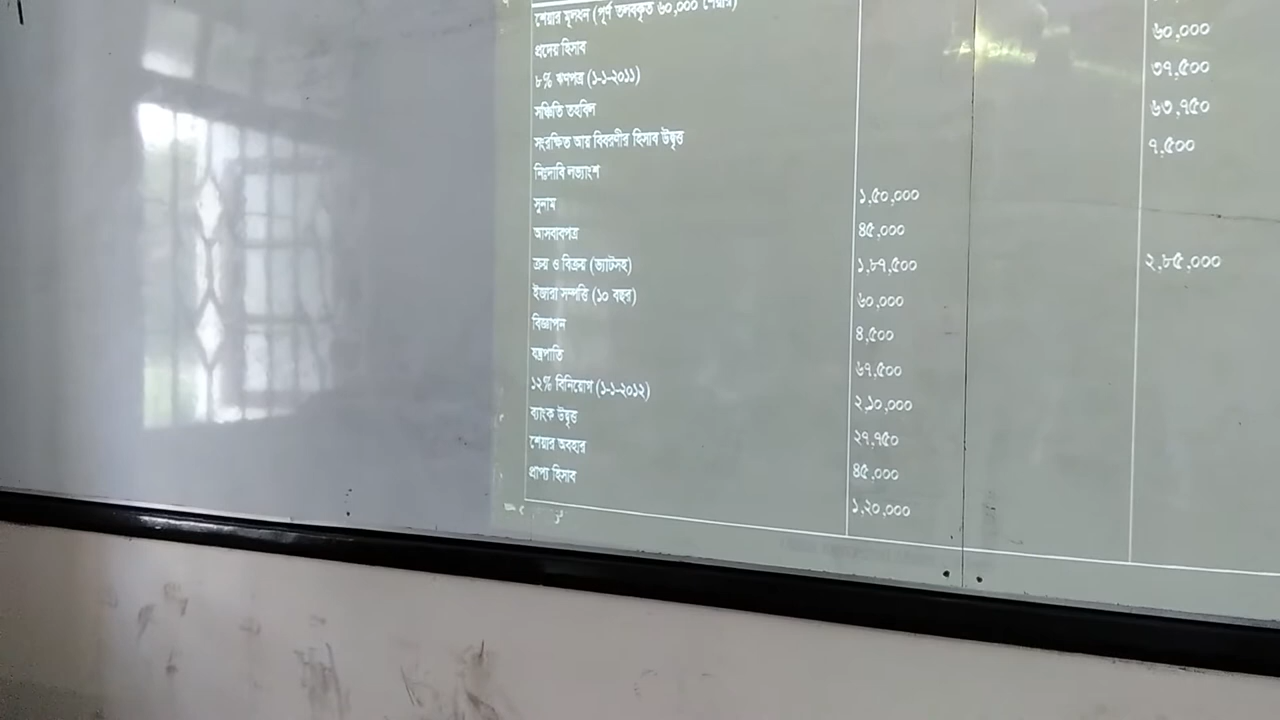 শেয়ার মূলধন (পূর্ণ তলবকৃত ৬০,০০০ শেয়ার)
প্রদেয় হিসাব ৬০,০০০
৮% ঋণপত্র (১-১-২০১১) ৩৭,৫০০
সঞ্চিতি তহবিল ৬৩,৭৫০
সংরক্ষিত আয় বিবরণীর হিসাব উদ্বৃত্ত ৭,৫০০
নিঃদাবি লভ্যাংশ
সুনাম ১,৫০,০০০
আসবাবপত্র ৪৫,০০০
ক্রয় ও বিক্রয় (ভ্যাটসহ) ১,৮৭,৫০০ ২,৮৫,০০০
ইজারা সম্পত্তি (১০ বছর) ৬০,০০০
বিজ্ঞাপন ৪,৫০০
যন্ত্রপাতি ৬৭,৫০০
১২% বিনিয়োগ (১-১-২০১২) ২,১০,০০০
ব্যাংক উদ্বৃত্ত ২৭,৭৫০
শেয়ার অবহার ৪৫,০০০
প্রাপ্য হিসাব ১,২০,০০০